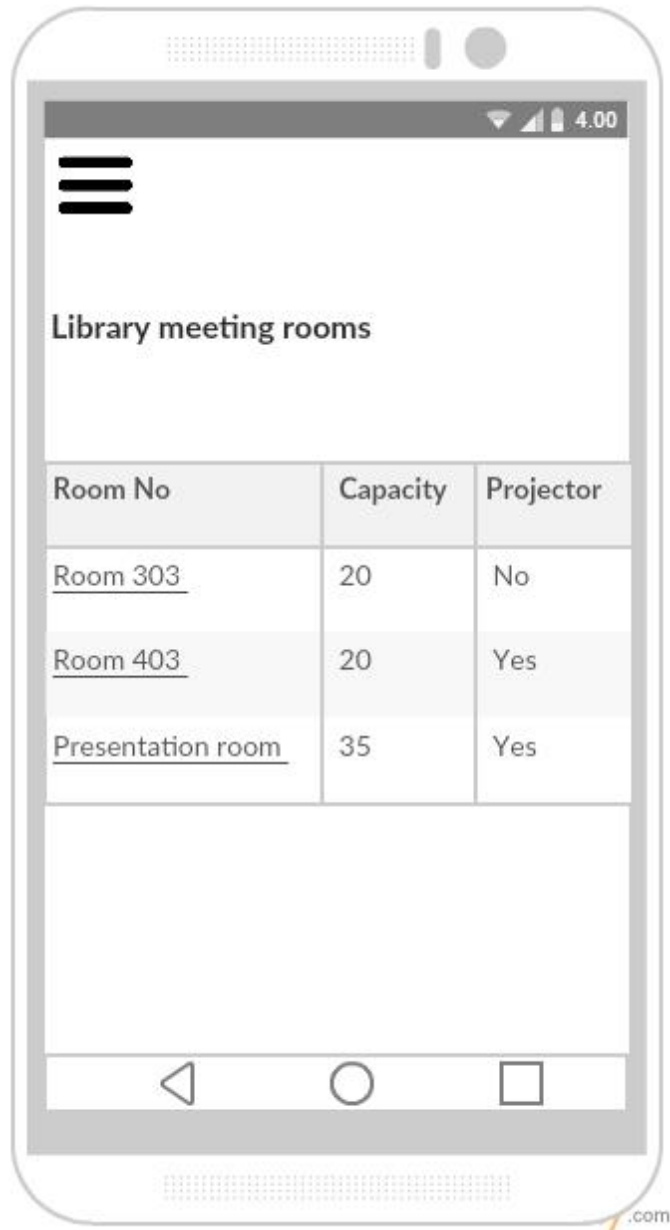 4.00
Library meeting rooms
Room No Capacity Projector
Room 303 20 No
Room 403 20 Yes
Presentation room 35 Yes
.com